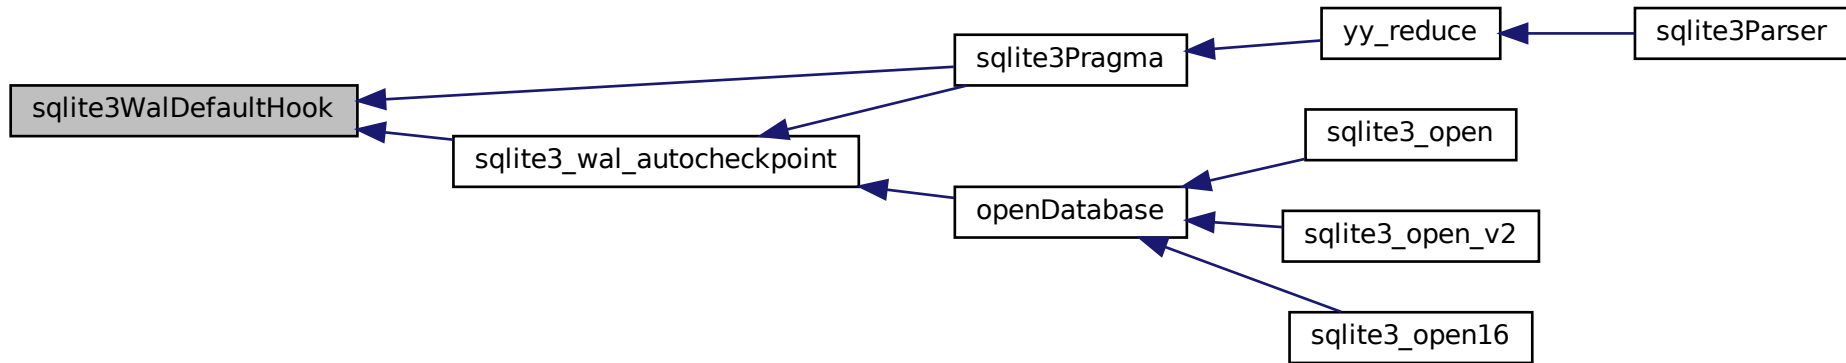 sqlite3WalDefaultHook
sqlite3_wal_autocheckpoint
sqlite3Pragma
yy_reduce
sqlite3Parser
openDatabase
sqlite3_open
sqlite3_open_v2
sqlite3_open16